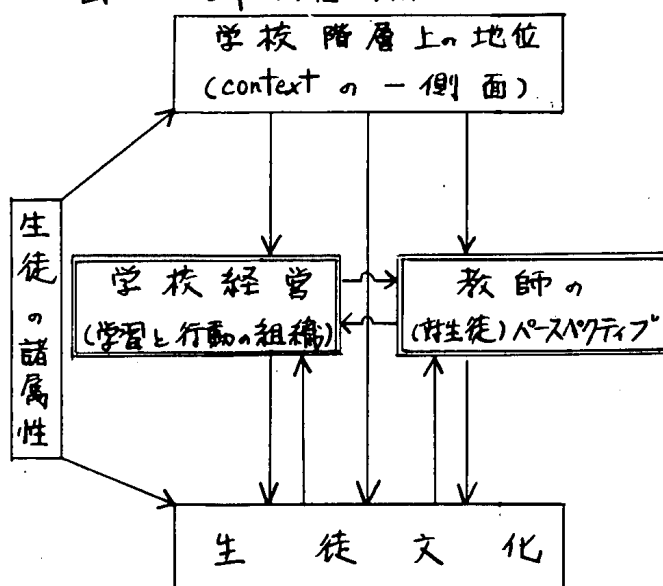 学校階層上の地位
(contextの一側面)
生徒の諸属性
学校経営
(学習と行動の組織)
教師の
(対生徒)パースペクティブ
生徒文化